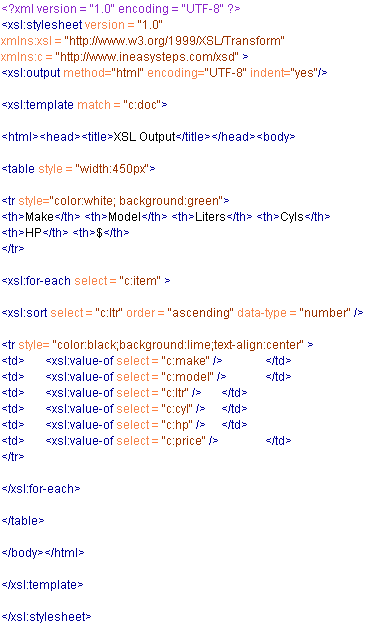 <?xml version = "1.0" encoding = "UTF-8" ?>
<xsl:stylesheet version = "1.0"
xmlns:xsl = "http://www.w3.org/1999/XSL/Transform"
xmlns:c = "http://www.ineasysteps.com/xsd" >
<xsl:output method="html" encoding="UTF-8" indent="yes"/>
<xsl:template match = "c:doc">
<html><head><title>XSL Output</title></head><body>
<table style = "width:450px">
<tr style="color:white; background:green">
<th>Make</th> <th>Model</th> <th>Liters</th> <th>Cyls</th>
<th>HP</th> <th>$</th>
</tr>
<xsl:for-each select = "c:item" >
<xsl:sort select = "c:ltr" order = "ascending" data-type = "number" />
<tr style= "color:black;background:lime;text-align:center" >
<td> <xsl:value-of select = "c:make" /> </td>
<td> <xsl:value-of select = "c:model" /> </td>
<td> <xsl:value-of select = "c:ltr" /> </td>
<td> <xsl:value-of select = "c:cyl" /> </td>
<td> <xsl:value-of select = "c:hp" /> </td>
<td> <xsl:value-of select = "c:price" /> </td>
</tr>
</xsl:for-each>
</table>
</body></html>
</xsl:template>
</xsl:stylesheet>